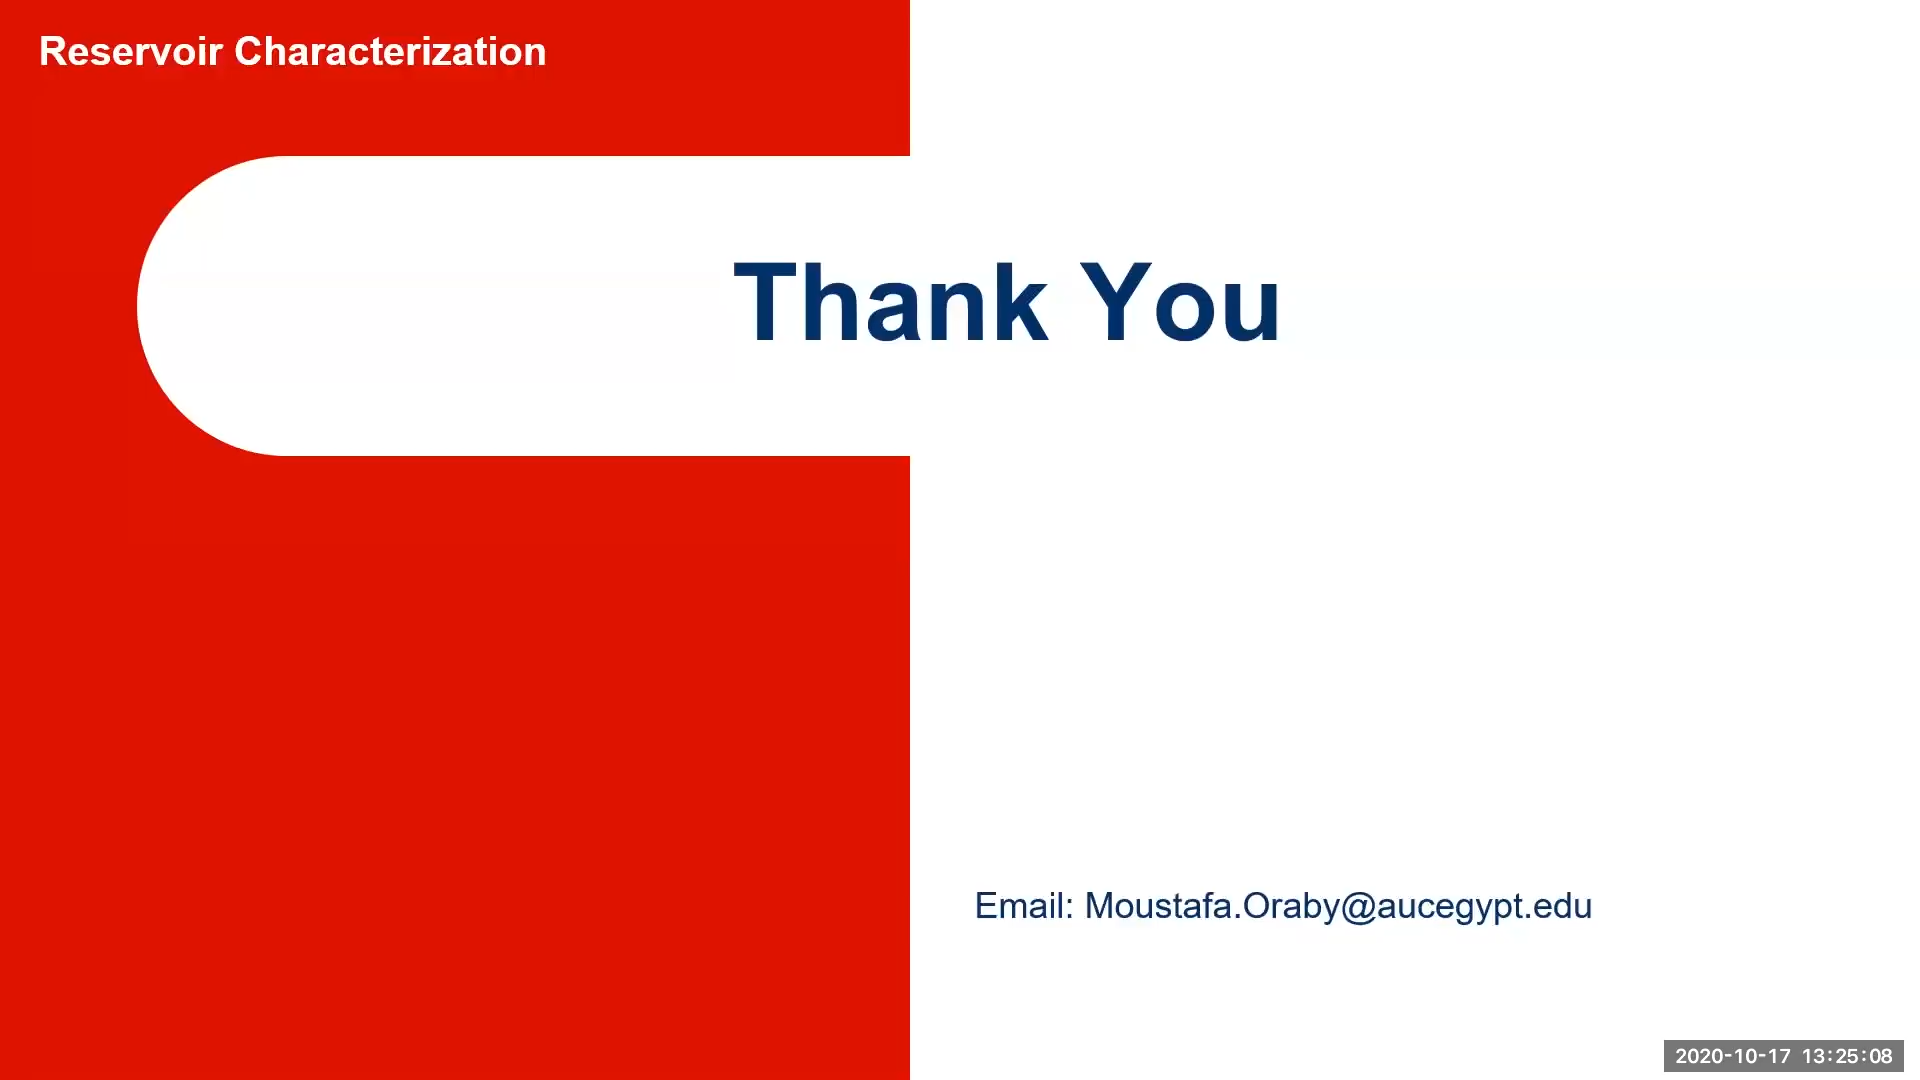 Reservoir Characterization
Thank You
Email: Moustafa.Oraby@aucegypt.edu
2020-10-17 13:25:08